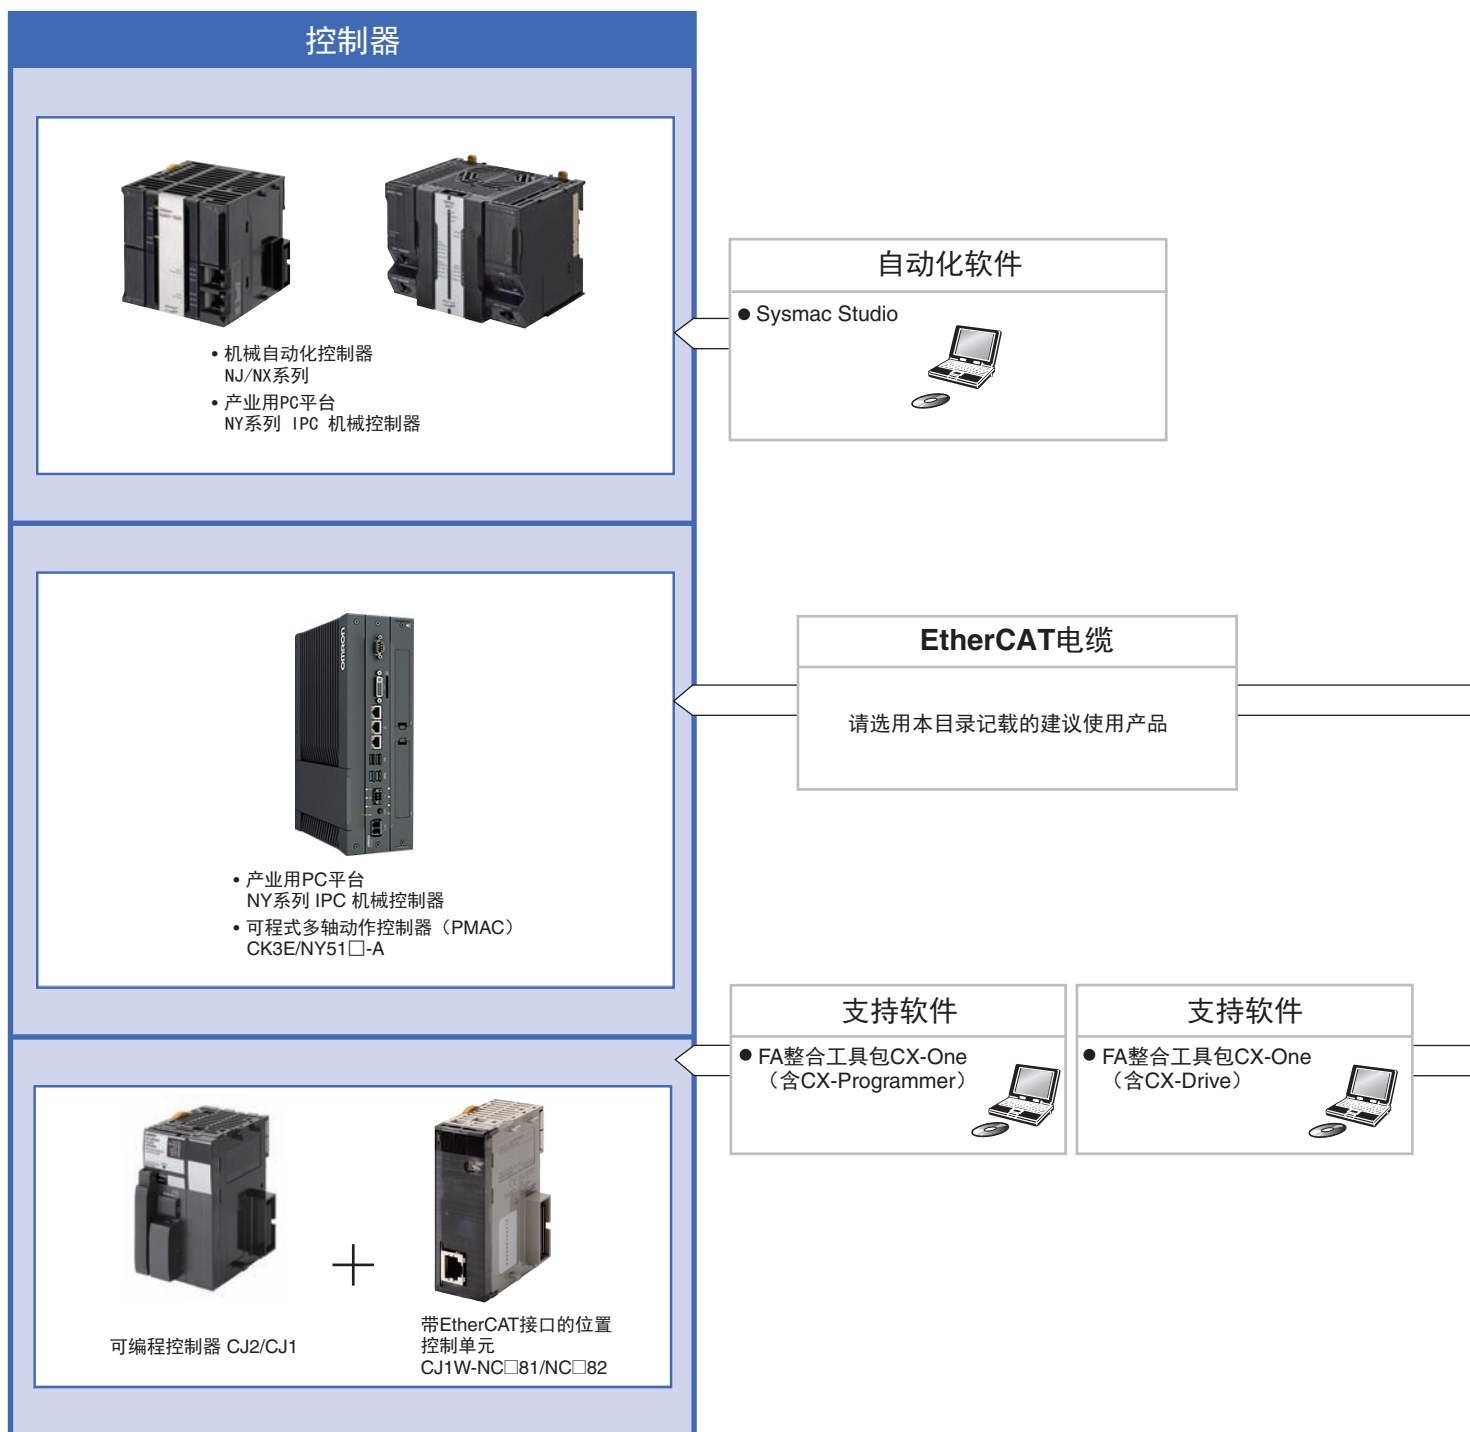 控制器
• 机械自动化控制器
NJ/NX系列
• 产业用PC平台
NY系列 IPC 机械控制器
自动化软件
● Sysmac Studio
OMRON
• 产业用PC平台
NY系列 IPC 机械控制器
• 可程式多轴动作控制器（PMAC）
CK3E/NY51□-A
EtherCAT电缆
请选用本目录记载的建议使用产品
支持软件
● FA整合工具包CX-One
（含CX-Programmer）
支持软件
● FA整合工具包CX-One
（含CX-Drive）
可编程控制器 CJ2/CJ1
+
带EtherCAT接口的位置
控制单元
CJ1W-NC□81/NC□82